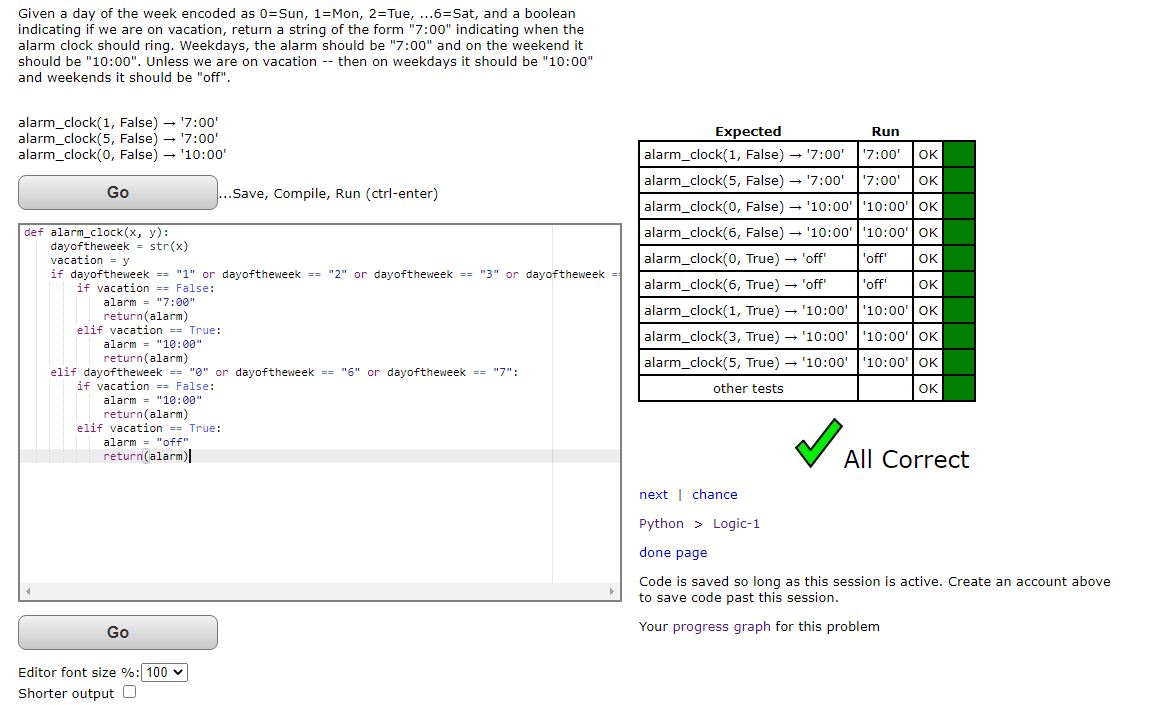 Given a day of the week encoded as 0=Sun, 1=Mon, 2=Tue, ...6=Sat, and a boolean
indicating if we are on vacation, return a string of the form "7:00" indicating when the
alarm clock should ring. Weekdays, the alarm should be "7:00" and on the weekend it
should be "10:00". Unless we are on vacation -- then on weekdays it should be "10:00"
and weekends it should be "off".
alarm_clock(1, False) → '7:00'
alarm_clock(5, False) → '7:00'
alarm_clock(0, False) → '10:00'
Go
...Save, Compile, Run (ctrl-enter)
def alarm_clock(x, y):
    dayoftheweek = str(x)
    vacation = y
    if dayoftheweek == "1" or dayoftheweek == "2" or dayoftheweek == "3" or dayoftheweek ==
        if vacation == False:
            alarm = "7:00"
            return(alarm)
        elif vacation == True:
            alarm = "10:00"
            return(alarm)
    elif dayoftheweek == "0" or dayoftheweek == "6" or dayoftheweek == "7":
        if vacation == False:
            alarm = "10:00"
            return(alarm)
        elif vacation == True:
            alarm = "off"
            return(alarm)
Go
Editor font size %: 100
Shorter output
Expected Run
alarm_clock(1, False) → '7:00' '7:00' OK
alarm_clock(5, False) → '7:00' '7:00' OK
alarm_clock(0, False) → '10:00' '10:00' OK
alarm_clock(6, False) → '10:00' '10:00' OK
alarm_clock(0, True) → 'off' 'off' OK
alarm_clock(6, True) → 'off' 'off' OK
alarm_clock(1, True) → '10:00' '10:00' OK
alarm_clock(3, True) → '10:00' '10:00' OK
alarm_clock(5, True) → '10:00' '10:00' OK
other tests OK
All Correct
next | chance
Python > Logic-1
done page
Code is saved so long as this session is active. Create an account above
to save code past this session.
Your progress graph for this problem